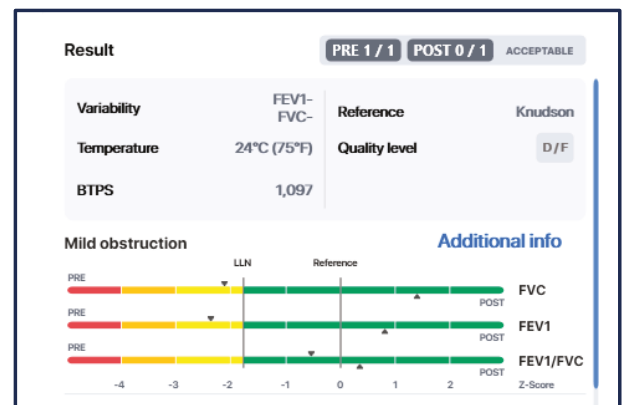 Result PRE 1 / 1 POST 0 / 1 ACCEPTABLE
Variability FEV1-
FVC-
Reference Knudson
Temperature 24°C (75°F) Quality level D/F
BTPS 1,097
Mild obstruction Additional info
LLN Reference
PRE
FVC
POST
PRE
FEV1
POST
PRE
FEV1/FVC
POST
-4 -3 -2 -1 0 1 2 Z-Score